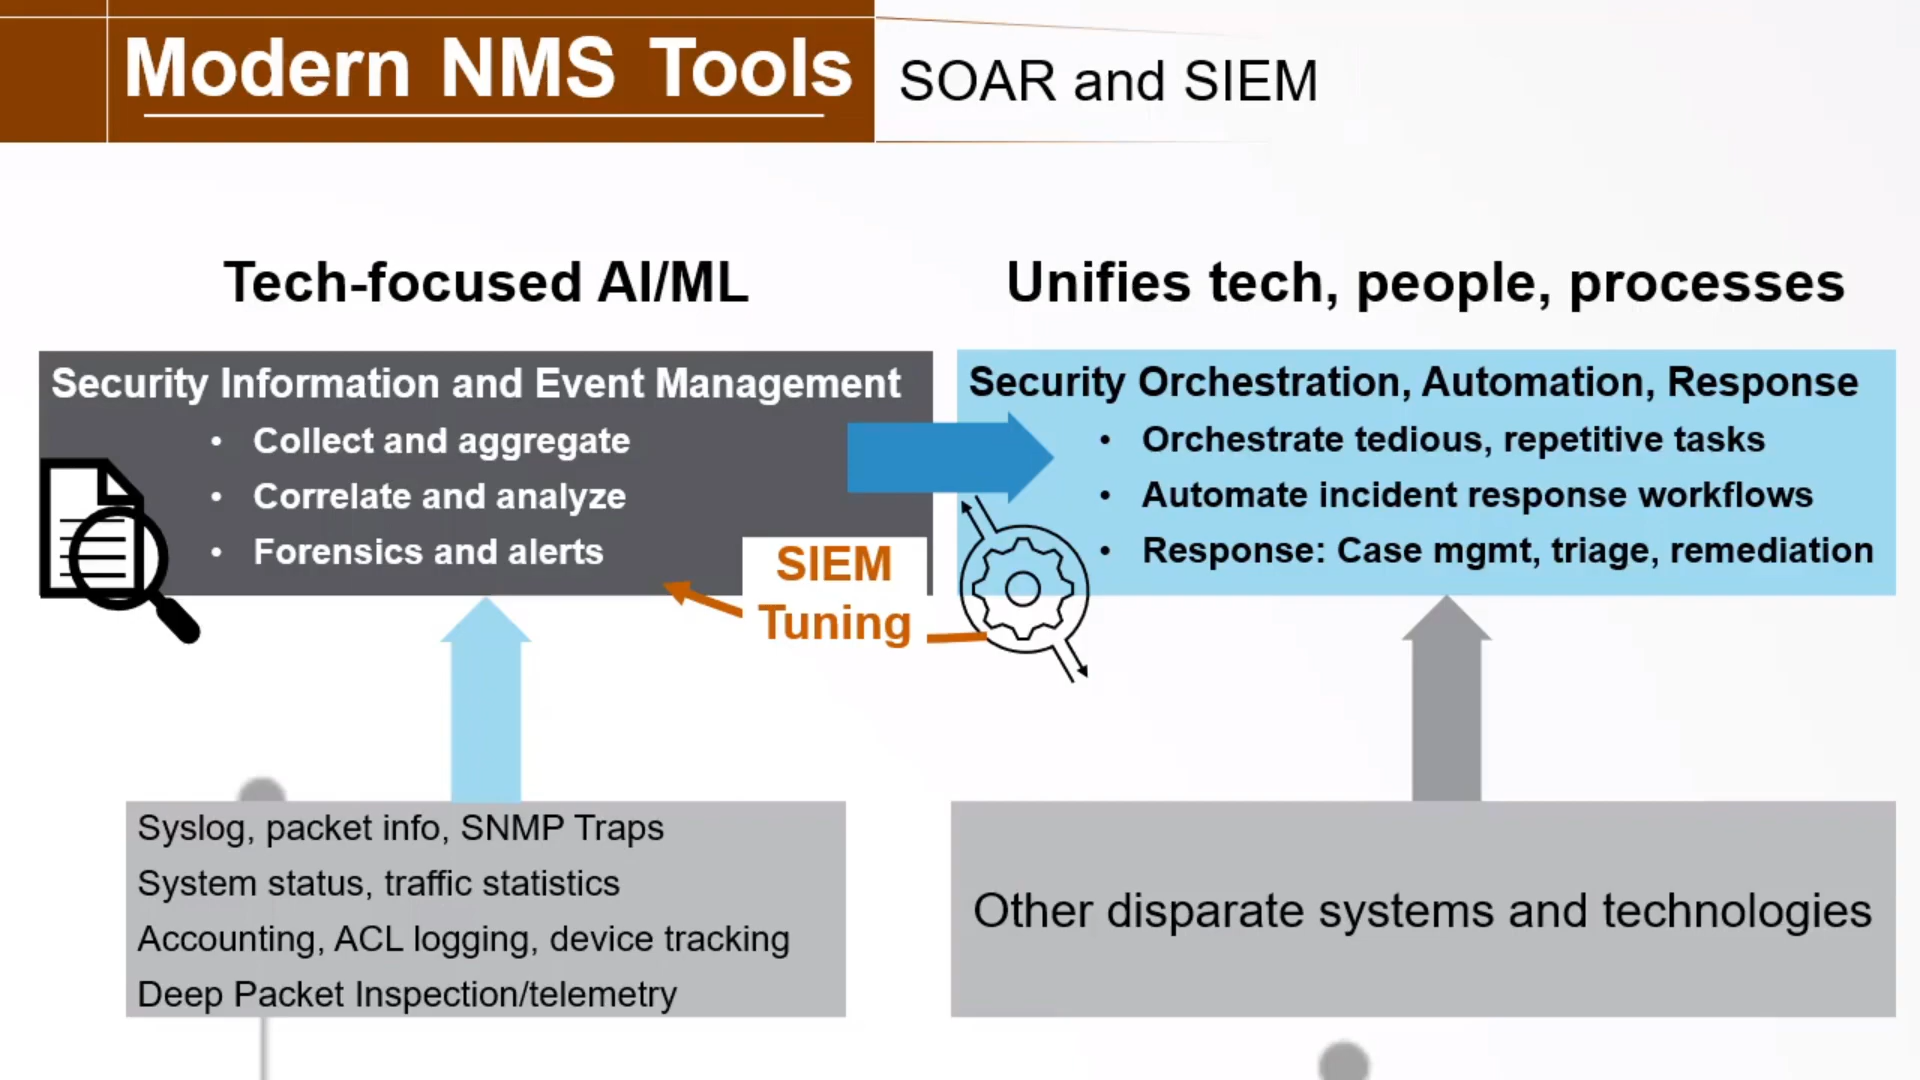 Modern NMS Tools
SOAR and SIEM
Tech-focused AI/ML
Security Information and Event Management
• Collect and aggregate
• Correlate and analyze
• Forensics and alerts
SIEM
Tuning
Syslog, packet info, SNMP Traps
System status, traffic statistics
Accounting, ACL logging, device tracking
Deep Packet Inspection/telemetry
Unifies tech, people, processes
Security Orchestration, Automation, Response
• Orchestrate tedious, repetitive tasks
• Automate incident response workflows
• Response: Case mgmt, triage, remediation
Other disparate systems and technologies